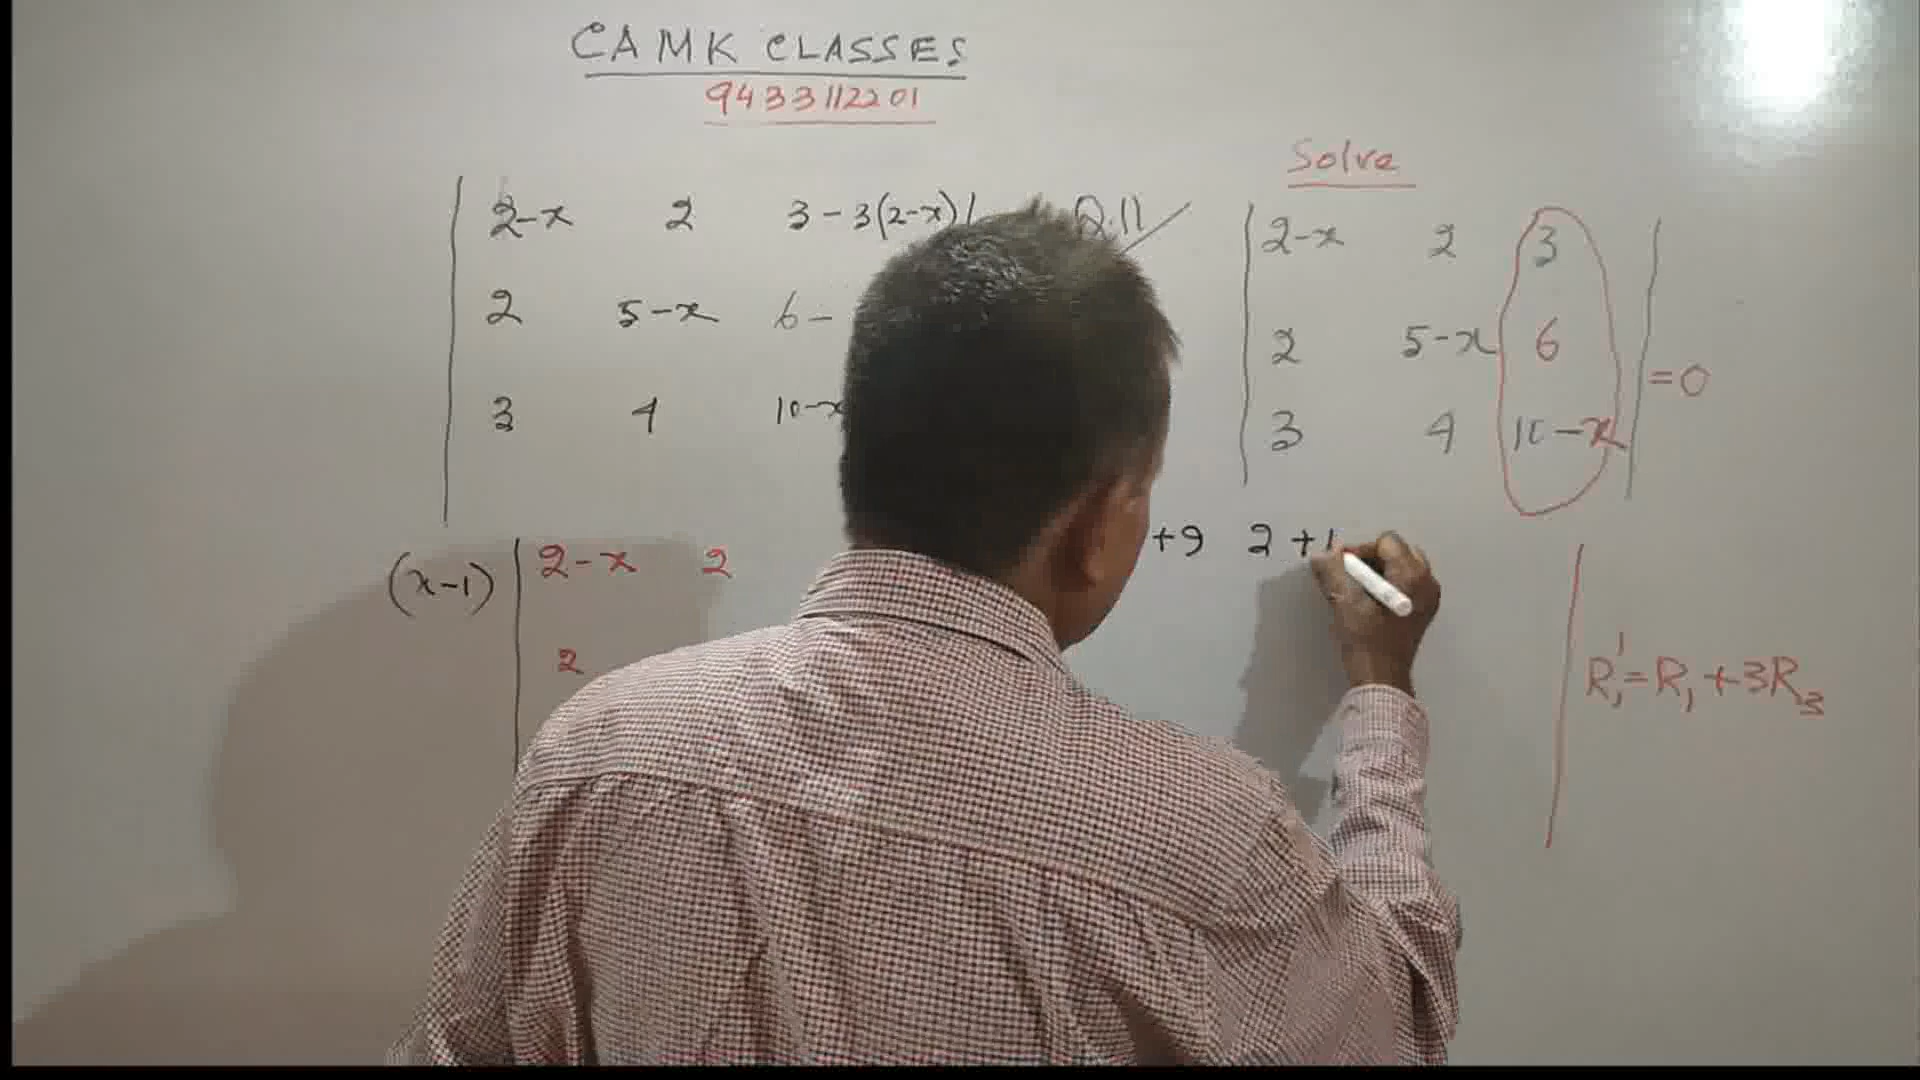 CAMK CLASSES
9433112201
2-x 2 3-3(2-x)
2 5-x 6-
3 4 10-x
Q.11
Solve
2-x 2 3
2 5-x 6
3 4 10-x
=0
(x-1)
2-x 2
2
+9 2+1
R₁'=R₁+3R₃